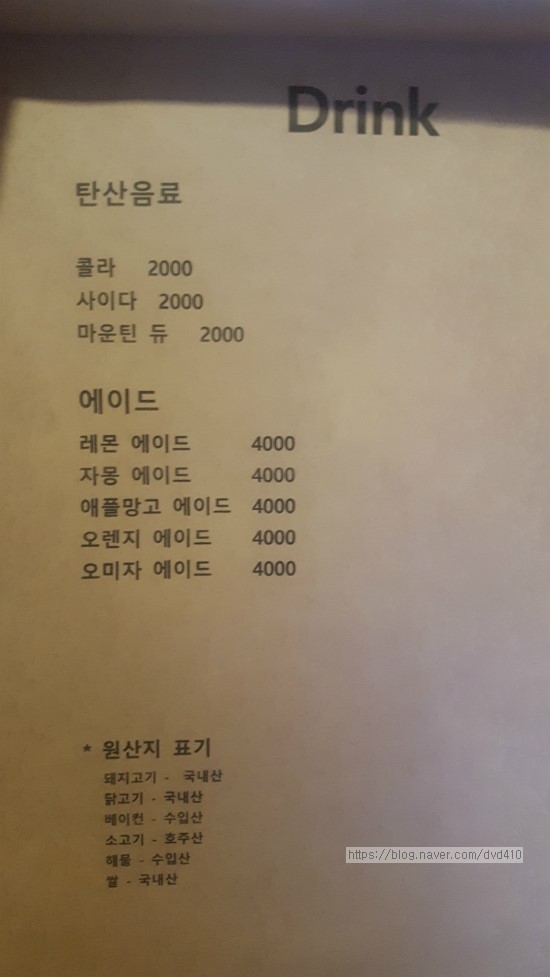 Drink
탄산음료
콜라 2000
사이다 2000
마운틴 듀 2000
에이드
레몬 에이드 4000
자몽 에이드 4000
애플망고 에이드 4000
오렌지 에이드 4000
오미자 에이드 4000
* 원산지 표기
돼지고기 - 국내산
닭고기 - 국내산
베이컨 - 수입산
소고기 - 호주산
해물 - 수입산
쌀 - 국내산
https://blog.naver.com/dvd410